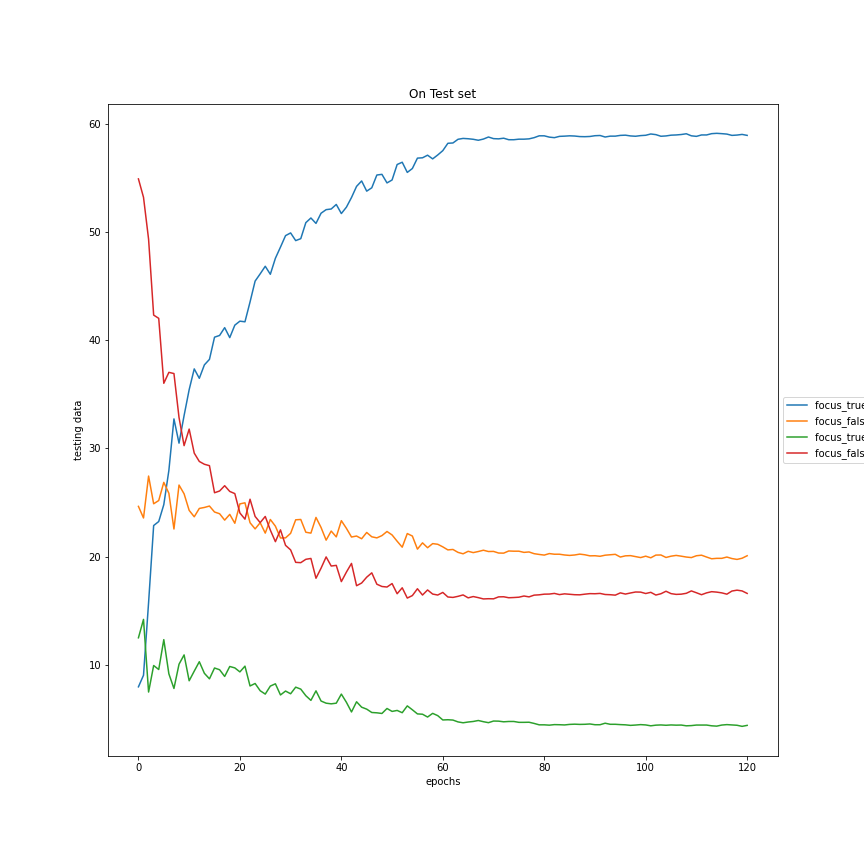 On Test set
60
50
40
30
20
10
testing data
0
20
40
60
80
100
120
epochs
focus_true
focus_fals
focus_true
focus_fals